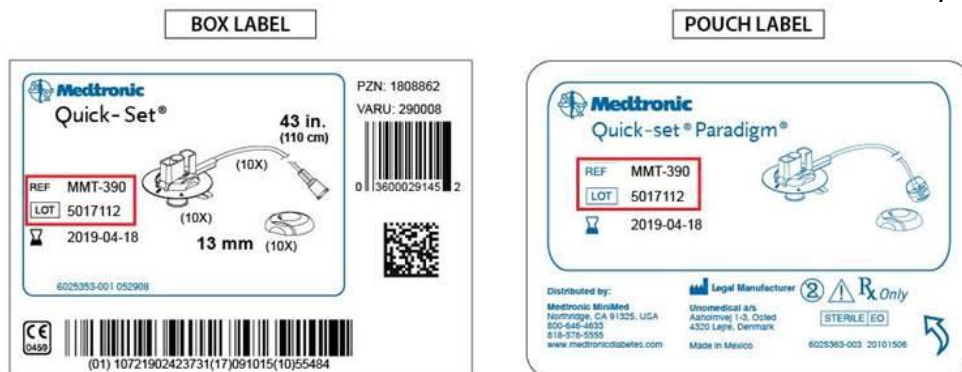 BOX LABEL
Medtronic
Quick-Set®
43 in.
(110 cm)
(10X)
REF MMT-390
LOT 5017112
(10X)
2019-04-18
13 mm (10X)
6025353-001 052908
PZN: 1808862
VARU: 290008
0 13600029145 2
CE
0459
(01) 10721902423731(17)091015(10)55484
POUCH LABEL
Medtronic
Quick-set® Paradigm®
REF MMT-390
LOT 5017112
2019-04-18
Distributed by:
Medtronic MiniMed
Northridge, CA 91325, USA
800-646-4633
818-576-5555
www.medtronicdiabetes.com
Legal Manufacturer
Unomedical a/s
Aaholmvej 1-3, Osted
4320 Lejre, Denmark
Made in Mexico
2
Rx Only
STERILE EO
6025363-003 20101506